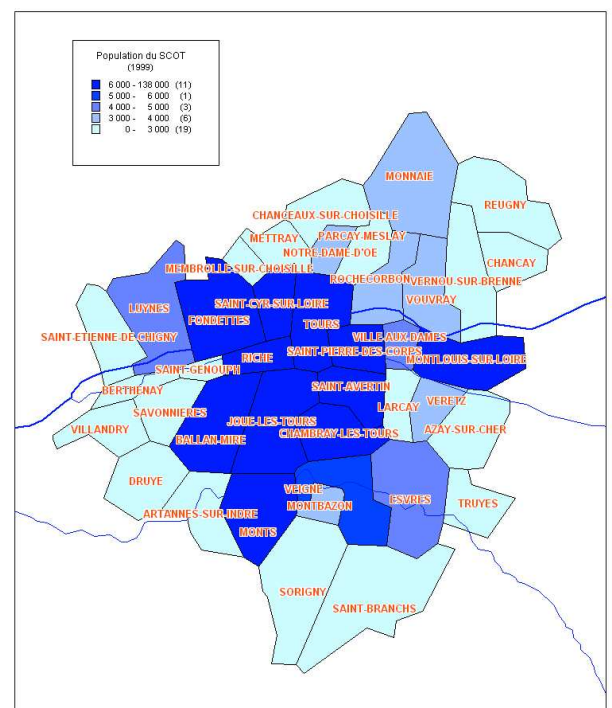 Population du SCOT
(1999)
6 000 - 138 000 (11)
5 000 - 6 000 (1)
4 000 - 5 000 (3)
3 000 - 4 000 (6)
0 - 3 000 (19)
MONNAIE
REUGNY
CHANCEAUX-SUR-CHOISILLE
PARCAY-MESLAY
METTRAY
NOTRE-DAME-D'OE
CHANCAY
MEMBROLLE-SUR-CHOISILLE
ROCHECORBON
VERNOU-SUR-BRENNE
VOUVRAY
SAINT-CYR-SUR-LOIRE
LUYNES
FONDETTES
TOURS
SAINT-ETIENNE-DE CHIGNY
VILLE-AUX-DAMES
SAINT-PIERRE-DES-CORPS
RICHE
MONTLOUIS-SUR-LOIRE
SAINT-GENOUPH
SAINT-AVERTIN
BERTHENAY
VERETZ
LARCAY
SAVONNIERES
JOUE-LES-TOURS
VILLANDRY
AZAY-SUR-CHER
CHAMBRAY-LES-TOURS
BALLAN-MIRE
DRUYE
VEIGNE
ESVRES
TRUYES
MONTBAZON
ARTANNES-SUR-INDRE
MONTS
SORIGNY
SAINT-BRANCHS